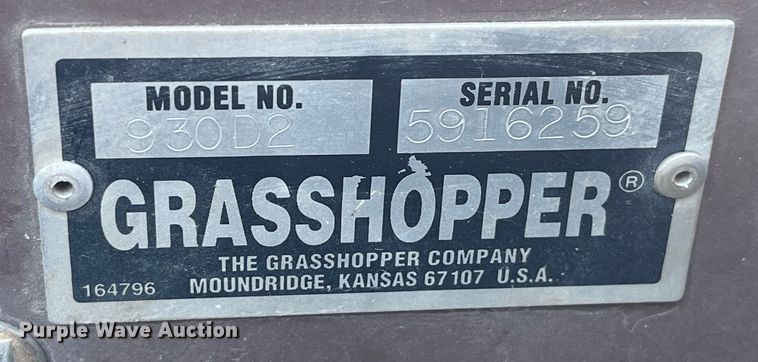 MODEL NO. SERIAL NO.
930D2 5916259
GRASSHOPPER®
THE GRASSHOPPER COMPANY
164796 MOUNDRIDGE, KANSAS 67107 U.S.A.
Purple Wave Auction